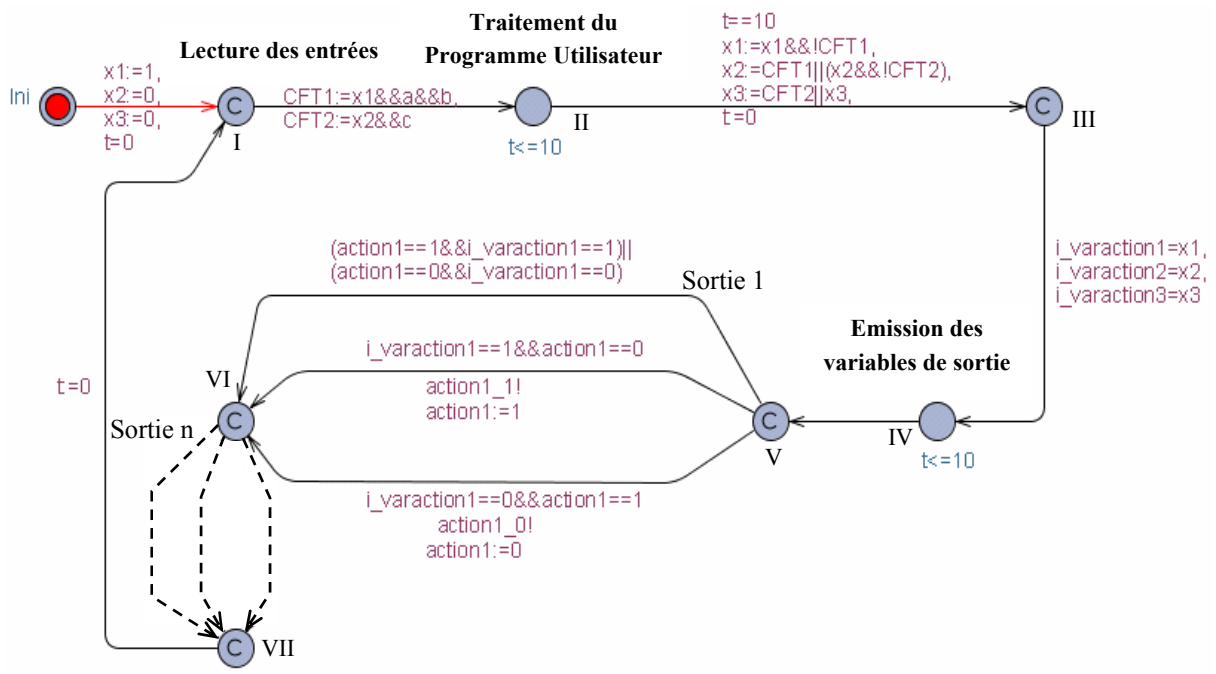 Traitement du
Programme Utilisateur
Lecture des entrées
t==10
x1:=x1&&!CFT1,
x2:=CFT1||(x2&&!CFT2),
x3:=CFT2||x3,
t:=0
Ini
x1:=1,
x2:=0,
x3:=0,
t:=0
C
I
CFT1:=x1&&a&&b,
CFT2:=x2&&c
II
t<=10
C
III
(action1==1&&i_varaction1==1)||
(action1==0&&i_varaction1==0)
Sortie 1
i_varaction1=x1,
i_varaction2=x2,
i_varaction3=x3
Emission des
variables de sortie
i_varaction1==1&&action1==0
action1_1!
action1:=1
t:=0
VI
C
Sortie n
C
V
IV
t<=10
i_varaction1==0&&action1==1
action1_0!
action1:=0
C
VII